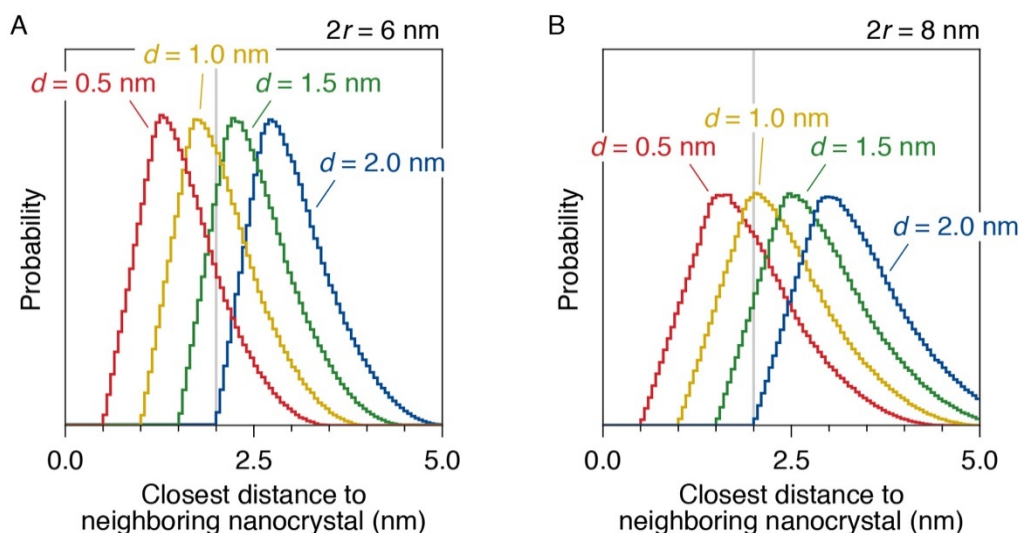 A
2r = 6 nm
d = 1.0 nm
d = 0.5 nm
d = 1.5 nm
d = 2.0 nm
Probability
0.0
2.5
5.0
Closest distance to
neighboring nanocrystal (nm)
B
2r = 8 nm
d = 1.0 nm
d = 0.5 nm
d = 1.5 nm
d = 2.0 nm
Probability
0.0
2.5
5.0
Closest distance to
neighboring nanocrystal (nm)